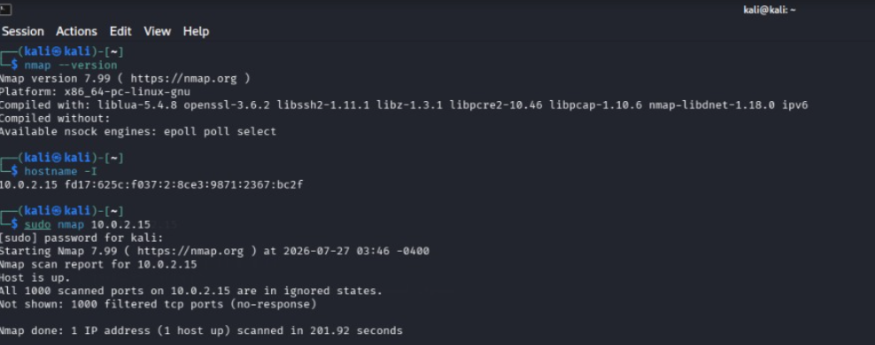 kali@kali: ~
Session Actions Edit View Help
┌──(kali㉿kali)-[~]
└─$ nmap --version
Nmap version 7.99 ( https://nmap.org )
Platform: x86_64-pc-linux-gnu
Compiled with: liblua-5.4.8 openssl-3.6.2 libssh2-1.11.1 libz-1.3.1 libpcre2-10.46 libpcap-1.10.6 nmap-libdnet-1.18.0 ipv6
Compiled without:
Available nsock engines: epoll poll select
┌──(kali㉿kali)-[~]
└─$ hostname -I
10.0.2.15 fd17:625c:f037:2:8ce3:9871:2367:bc2f
┌──(kali㉿kali)-[~]
└─$ sudo nmap 10.0.2.15
[sudo] password for kali:
Starting Nmap 7.99 ( https://nmap.org ) at 2026-07-27 03:46 -0400
Nmap scan report for 10.0.2.15
Host is up.
All 1000 scanned ports on 10.0.2.15 are in ignored states.
Not shown: 1000 filtered tcp ports (no-response)
Nmap done: 1 IP address (1 host up) scanned in 201.92 seconds